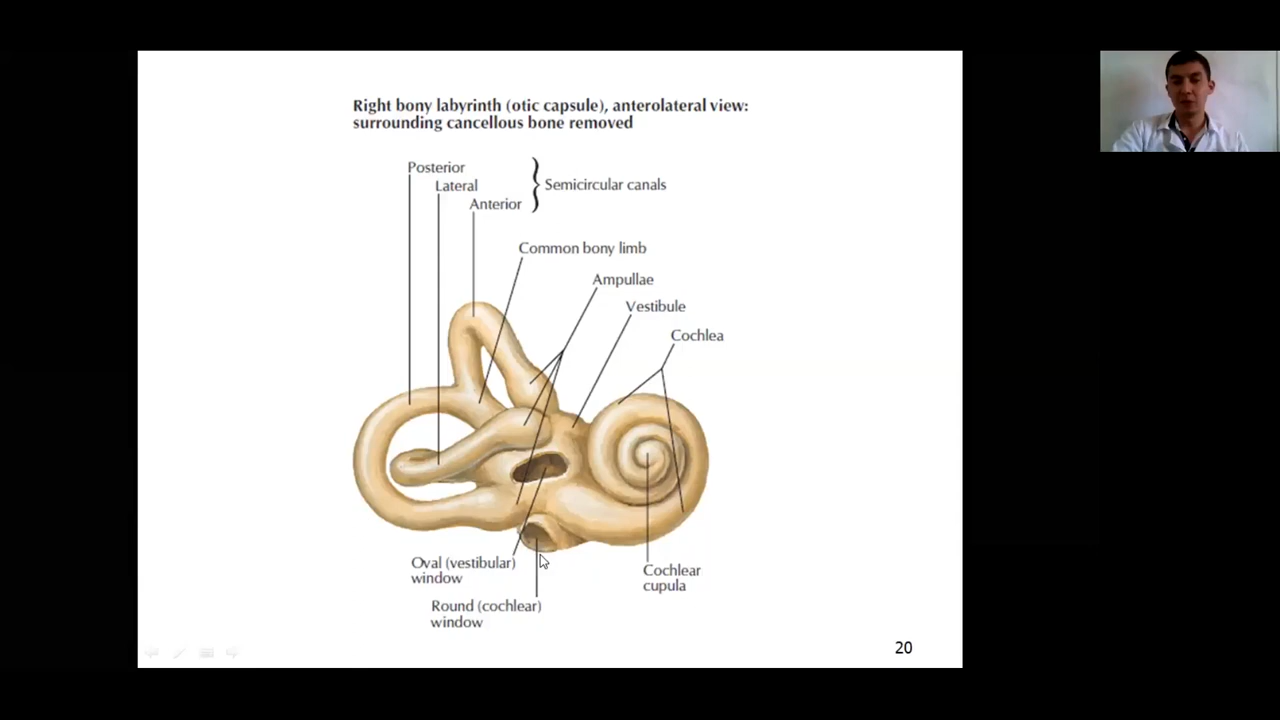 Right bony labyrinth (otic capsule), anterolateral view:
surrounding cancellous bone removed
Posterior
Lateral
Anterior
Semicircular canals
Common bony limb
Ampullae
Vestibule
Cochlea
Oval (vestibular)
window
Round (cochlear)
window
Cochlear
cupula
20